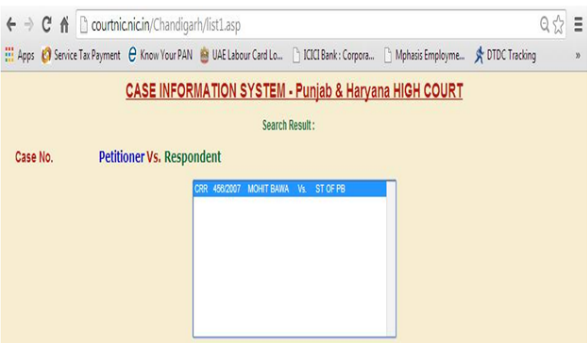 courtnic.nic.in/Chandigarh/list1.asp
Apps Service Tax Payment Know Your PAN UAE Labour Card Lo... ICICI Bank : Corpora... Mphasis Employme... DTDC Tracking »
CASE INFORMATION SYSTEM - Punjab & Haryana HIGH COURT
Search Result :
Case No. Petitioner Vs. Respondent
CRR 456/2007 MOHIT BAWA Vs. ST OF PB